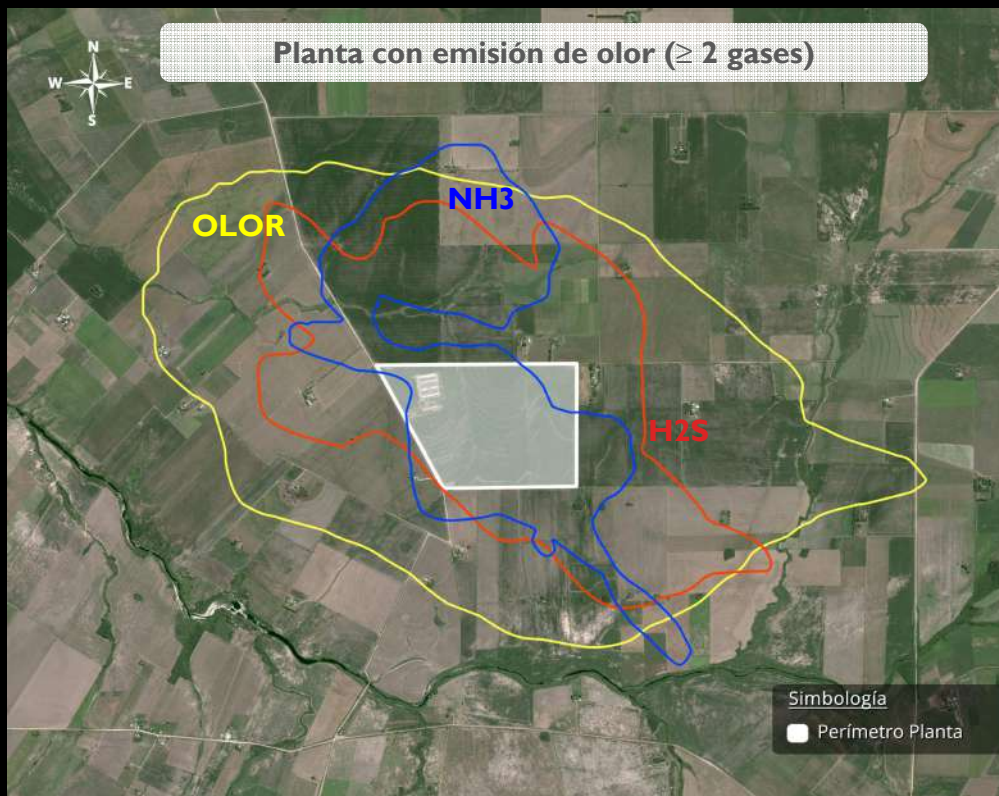 Planta con emisión de olor (≥ 2 gases)
N
W E
S
NH3
OLOR
H2S
Simbología
Perímetro Planta